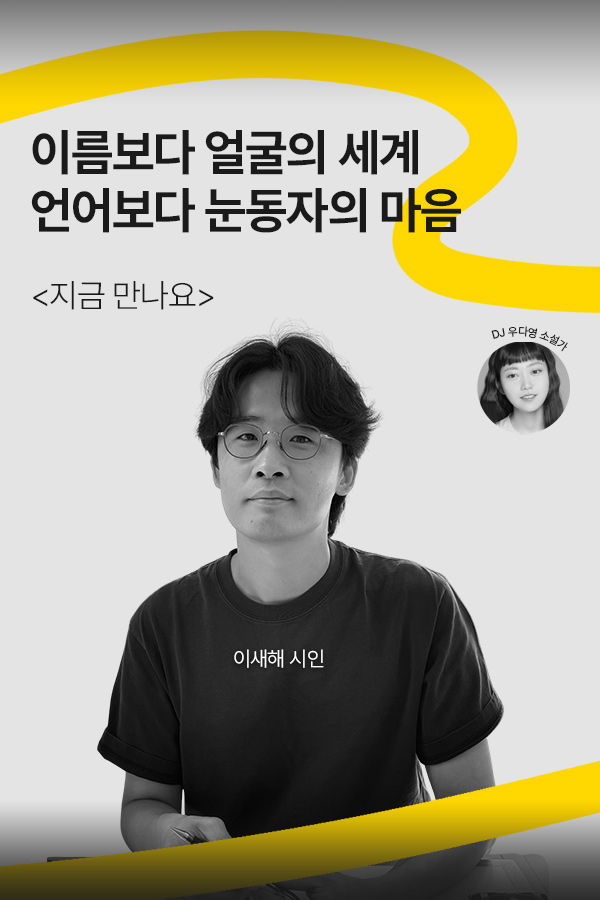 이름보다 얼굴의 세계
언어보다 눈동자의 마음
<지금 만나요>
DJ 우다영 소설가
이새해 시인